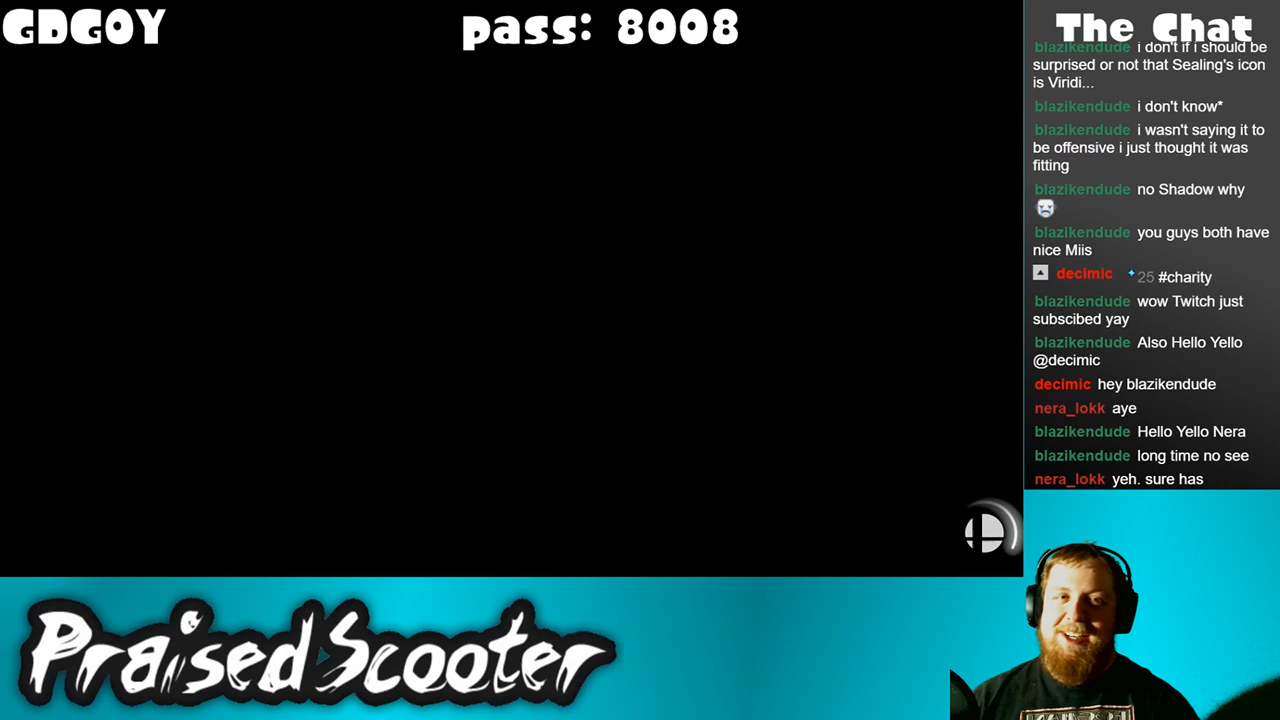 GDG0Y
pass: 8008
The Chat
blazikendude i don't if i should be
surprised or not that Sealing's icon
is Viridi...
blazikendude i don't know*
blazikendude i wasn't saying it to
be offensive i just thought it was
fitting
blazikendude no Shadow why
blazikendude you guys both have
nice Miis
decimic 25 #charity
blazikendude wow Twitch just
subscibed yay
blazikendude Also Hello Yello
@decimic
decimic hey blazikendude
nera_lokk aye
blazikendude Hello Yello Nera
blazikendude long time no see
nera_lokk yeh. sure has
PraisedScooter